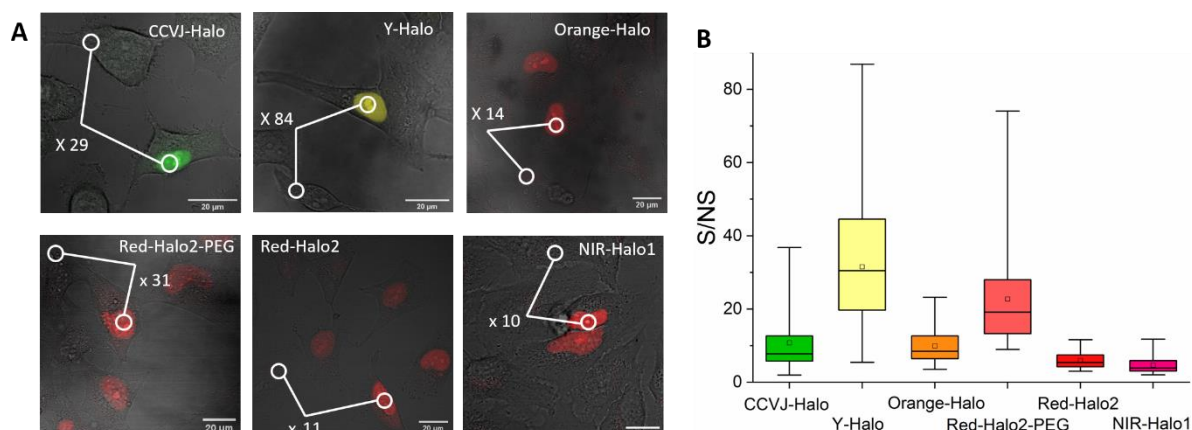 A
CCVJ-Halo
X 29
20 µm
Y-Halo
X 84
20 µm
Orange-Halo
X 14
20 µm
Red-Halo2-PEG
x 31
20 µm
Red-Halo2
x 11
20 µm
NIR-Halo1
x 10
B
S/NS
80
60
40
20
0
CCVJ-Halo
Y-Halo
Orange-Halo
Red-Halo2-PEG
Red-Halo2
NIR-Halo1